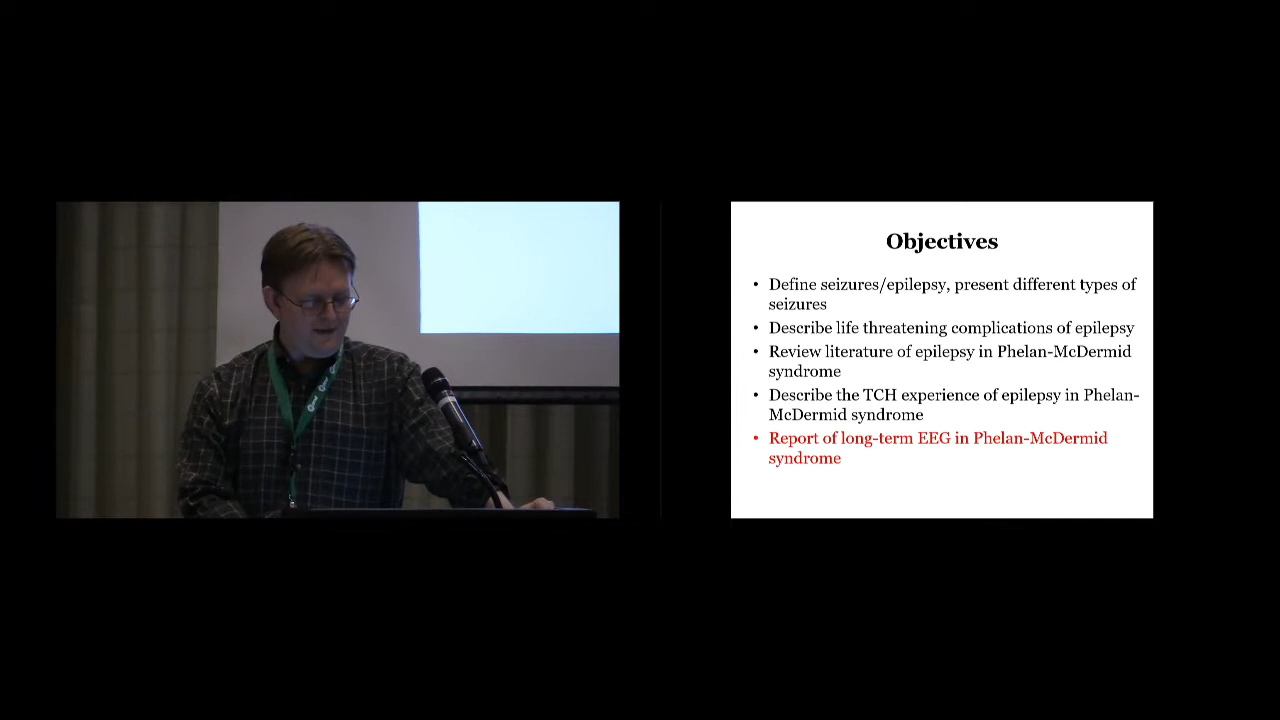 Objectives
• Define seizures/epilepsy, present different types of
seizures
• Describe life threatening complications of epilepsy
• Review literature of epilepsy in Phelan-McDermid
syndrome
• Describe the TCH experience of epilepsy in Phelan-
McDermid syndrome
• Report of long-term EEG in Phelan-McDermid
syndrome